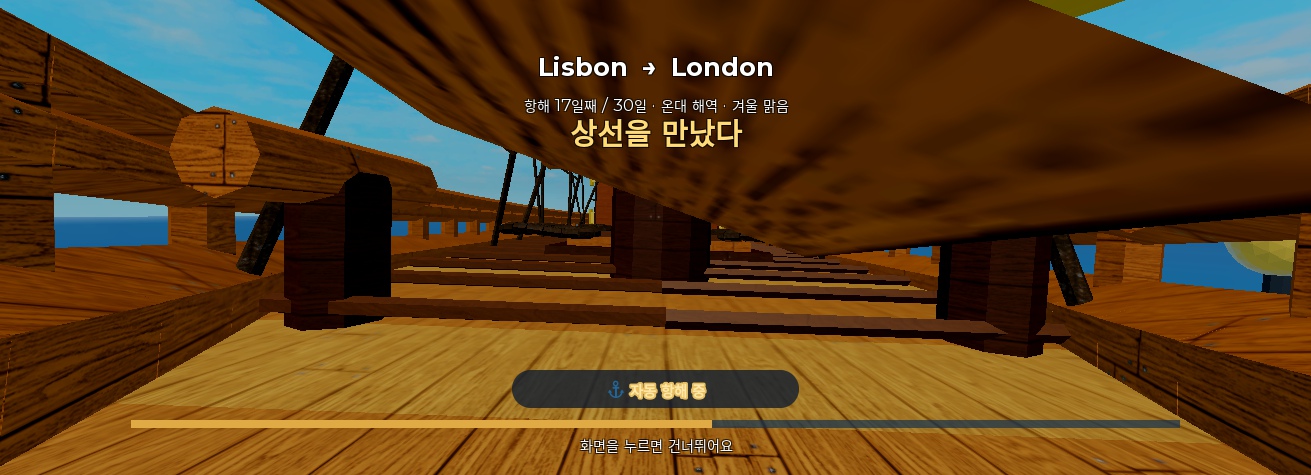 Lisbon → London
항해 17일째 / 30일 · 온대 해역 · 겨울 맑음
상선을 만났다
⚓ 자동 항해 중
화면을 누르면 건너뛰어요